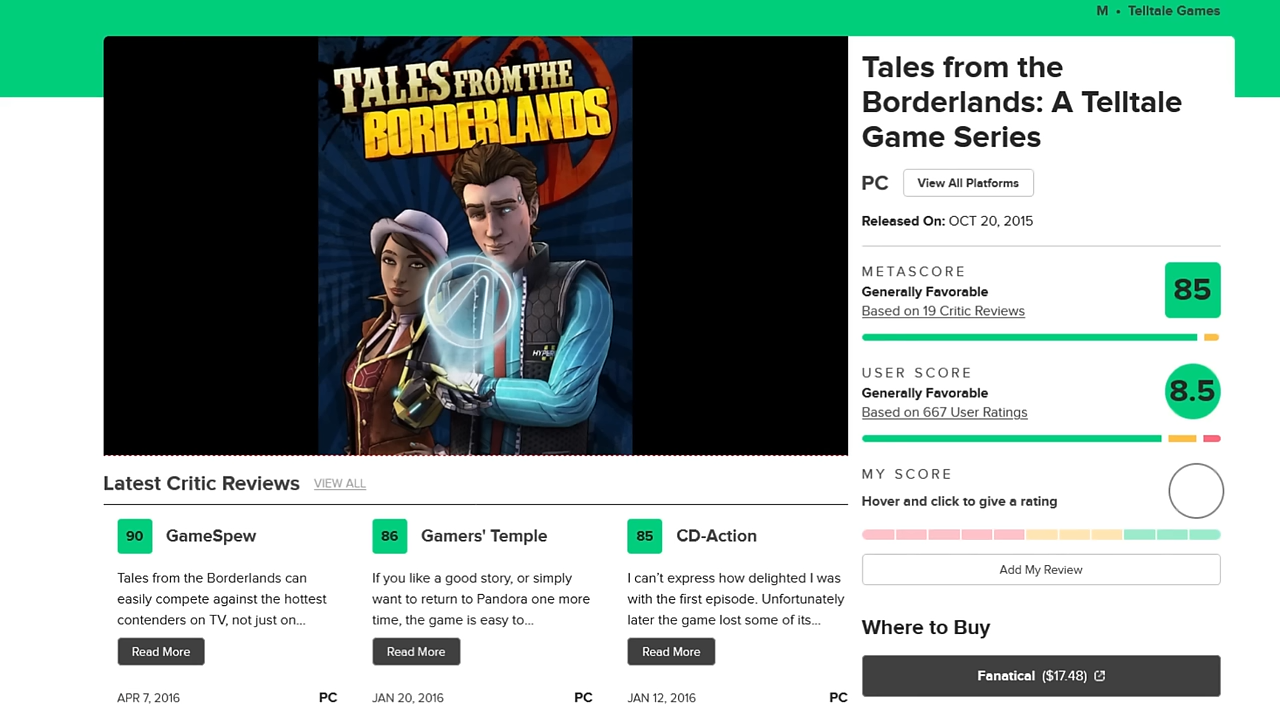 M • Telltale Games
TALES FROM THE
BORDERLANDS
Tales from the
Borderlands: A Telltale
Game Series
PC
View All Platforms
Released On: OCT 20, 2015
METASCORE
Generally Favorable
Based on 19 Critic Reviews
85
USER SCORE
Generally Favorable
Based on 667 User Ratings
8.5
MY SCORE
Hover and click to give a rating
Add My Review
Where to Buy
Fanatical ($17.48)
Latest Critic Reviews VIEW ALL
90 GameSpew
Tales from the Borderlands can
easily compete against the hottest
contenders on TV, not just on...
Read More
APR 7, 2016 PC
86 Gamers' Temple
If you like a good story, or simply
want to return to Pandora one more
time, the game is easy to...
Read More
JAN 20, 2016 PC
85 CD-Action
I can’t express how delighted I was
with the first episode. Unfortunately
later the game lost some of its...
Read More
JAN 12, 2016 PC